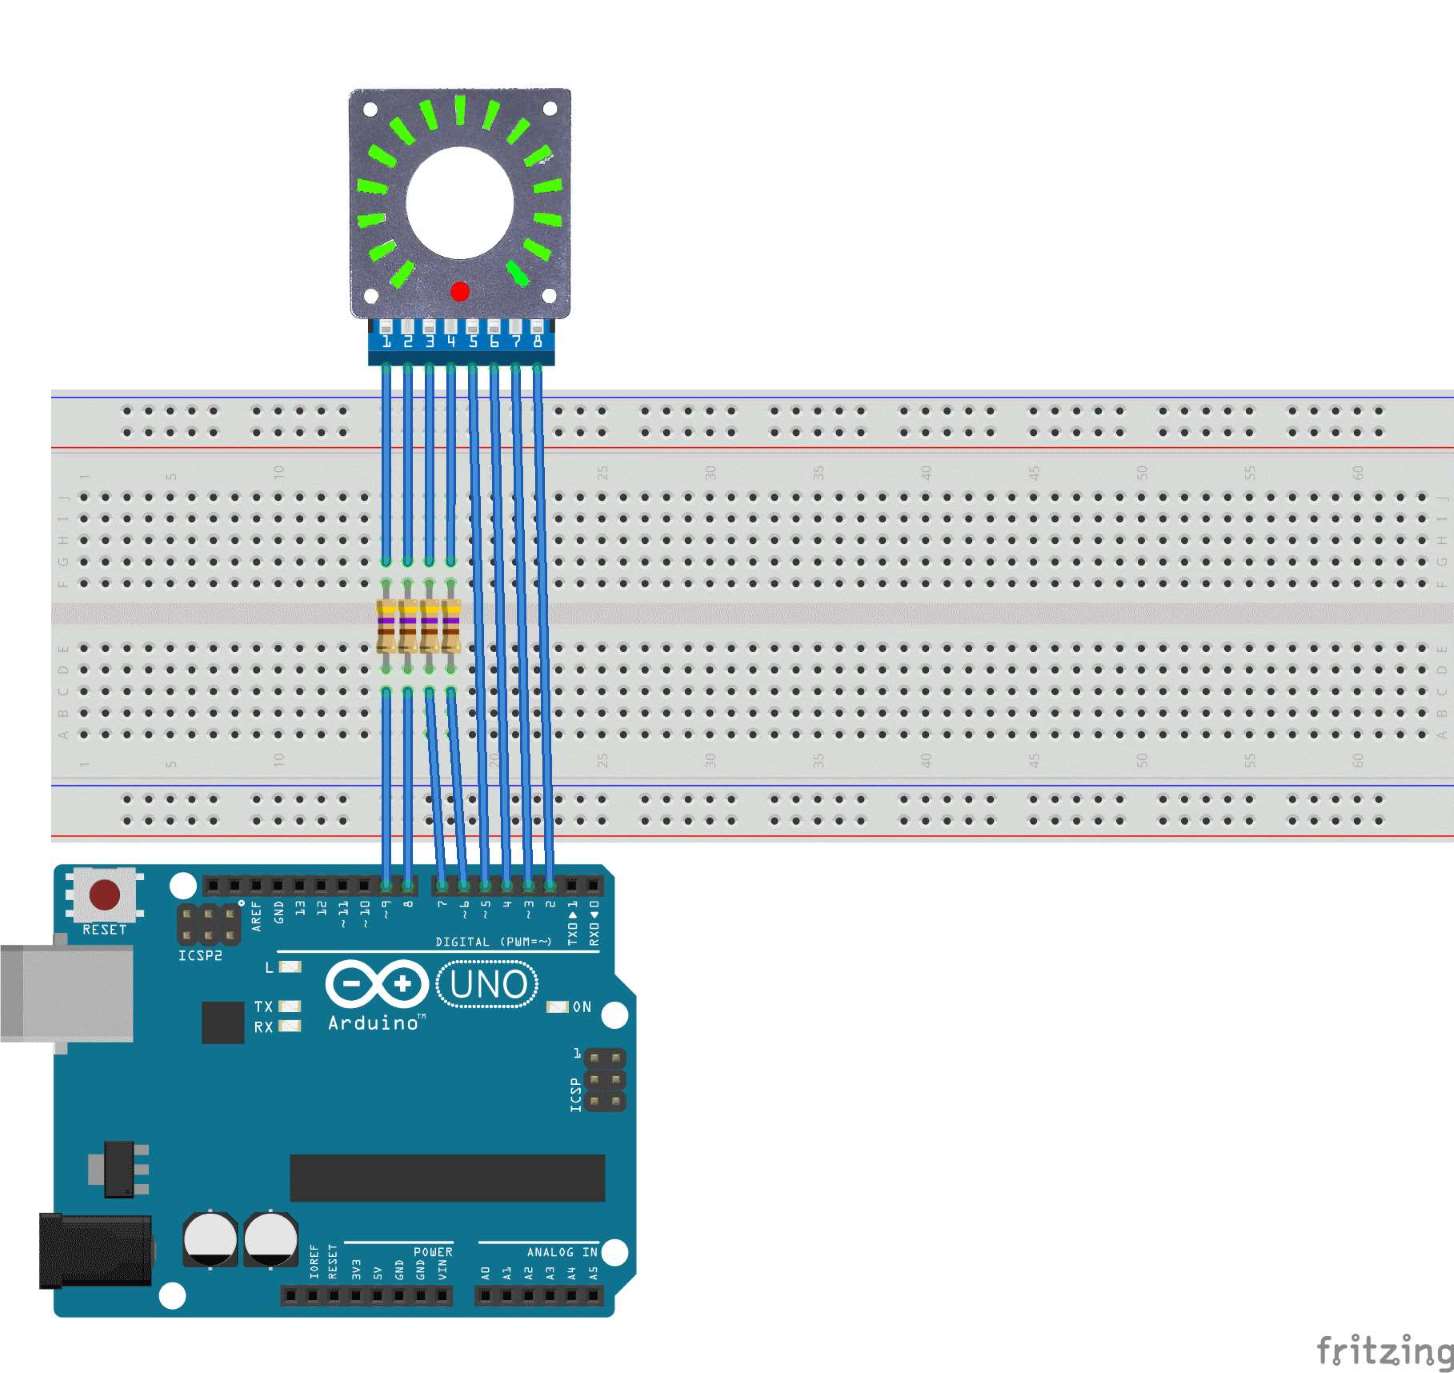 1 2 3 4 5 6 7 8
1 5 10 20 25 30 35 40 45 50 55 60
J J
I I
H H
G G
F F
E E
D D
C C
B B
A A
1 5 10 20 25 30 35 40 45 50 55 60
RESET
ICSP2
AREF
GND
13
12
~11
~10
~9
8
7
~6
~5
4
~3
2
TX0▶1
RX0◀0
DIGITAL (PWM=~)
L
TX
RX
UNO
Arduino™
ON
1
ICSP
IOREF
RESET
3V3
5V
GND
GND
VIN
POWER
ANALOG IN
A0
A1
A2
A3
A4
A5
fritzing